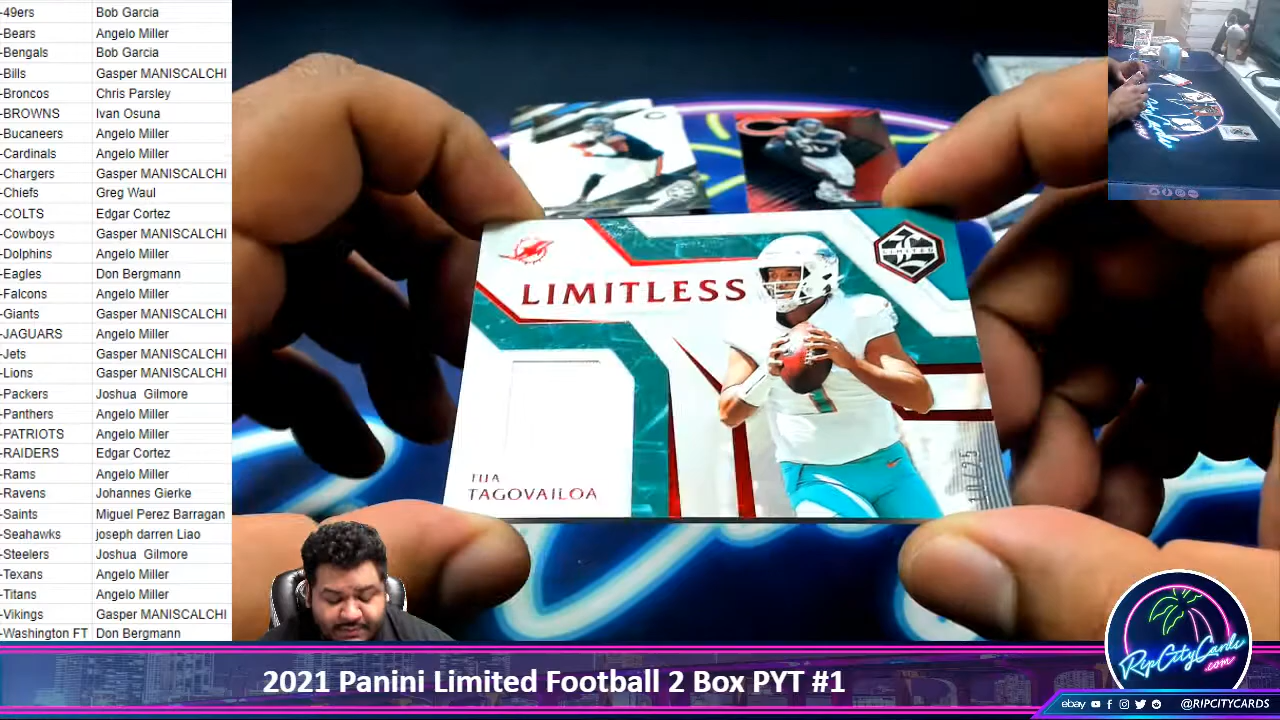 -49ers Bob Garcia
-Bears Angelo Miller
-Bengals Bob Garcia
-Bills Gasper MANISCALCHI
-Broncos Chris Parsley
-BROWNS Ivan Osuna
-Bucaneers Angelo Miller
-Cardinals Angelo Miller
-Chargers Gasper MANISCALCHI
-Chiefs Greg Waul
-COLTS Edgar Cortez
-Cowboys Gasper MANISCALCHI
-Dolphins Angelo Miller
-Eagles Don Bergmann
-Falcons Angelo Miller
-Giants Gasper MANISCALCHI
-JAGUARS Angelo Miller
-Jets Gasper MANISCALCHI
-Lions Gasper MANISCALCHI
-Packers Joshua Gilmore
-Panthers Angelo Miller
-PATRIOTS Angelo Miller
-RAIDERS Edgar Cortez
-Rams Angelo Miller
-Ravens Johannes Gierke
-Saints Miguel Perez Barragan
-Seahawks joseph darren Liao
-Steelers Joshua Gilmore
-Texans Angelo Miller
-Titans Angelo Miller
-Vikings Gasper MANISCALCHI
-Washington FT Don Bergmann
LIMITLESS
LIMITED
TUA
TAGOVAILOA
10/25
RipCityCards
.com
2021 Panini Limited Football 2 Box PYT #1
ebay
@RIPCITYCARDS